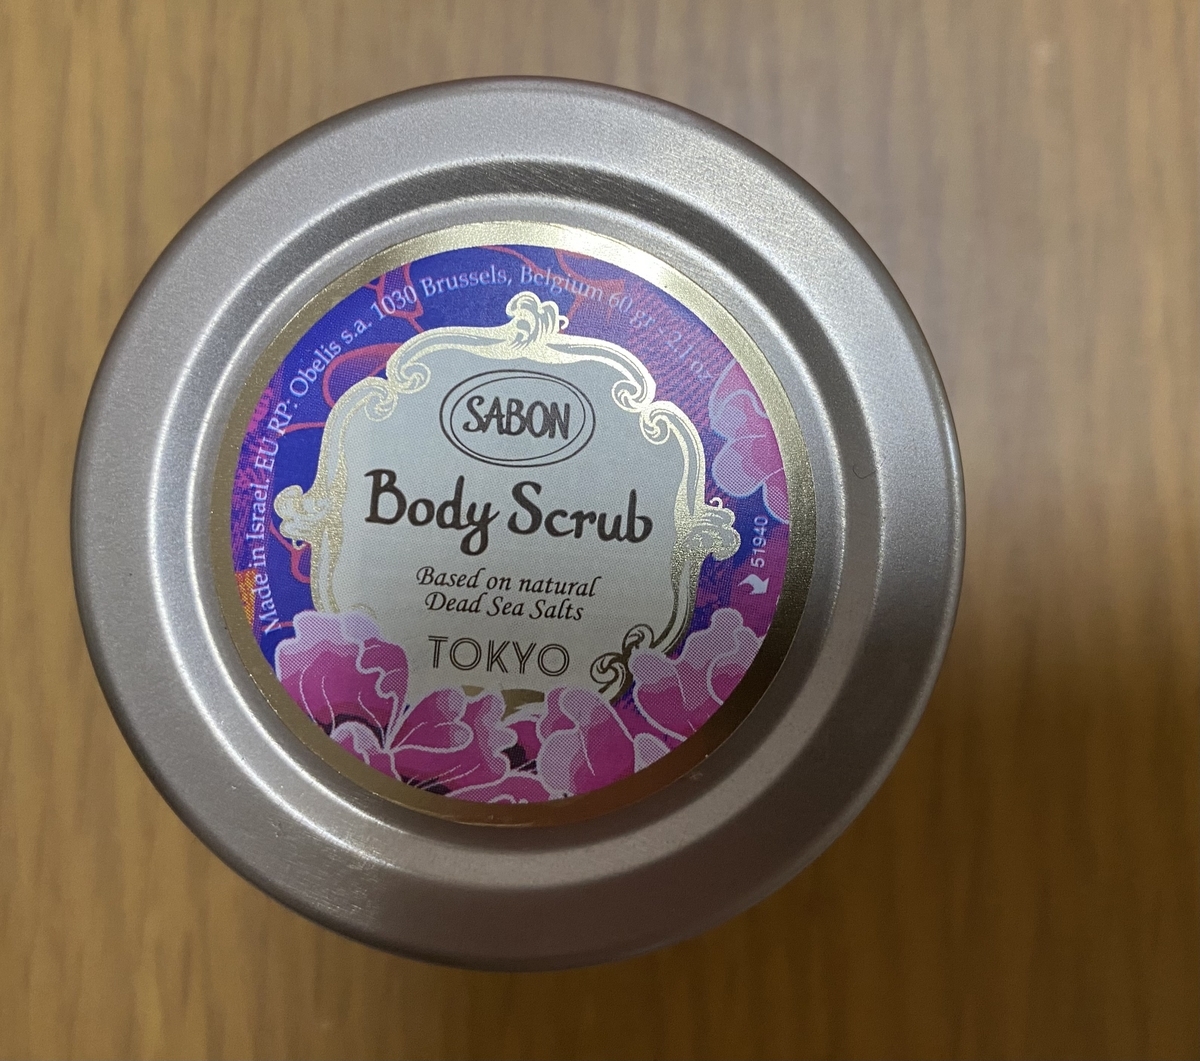 Made in Israel. EU RP: Obelis s.a. 1030 Brussels, Belgium 60 gr - 2.1 oz
SABON
Body Scrub
Based on natural
Dead Sea Salts
TOKYO
51940